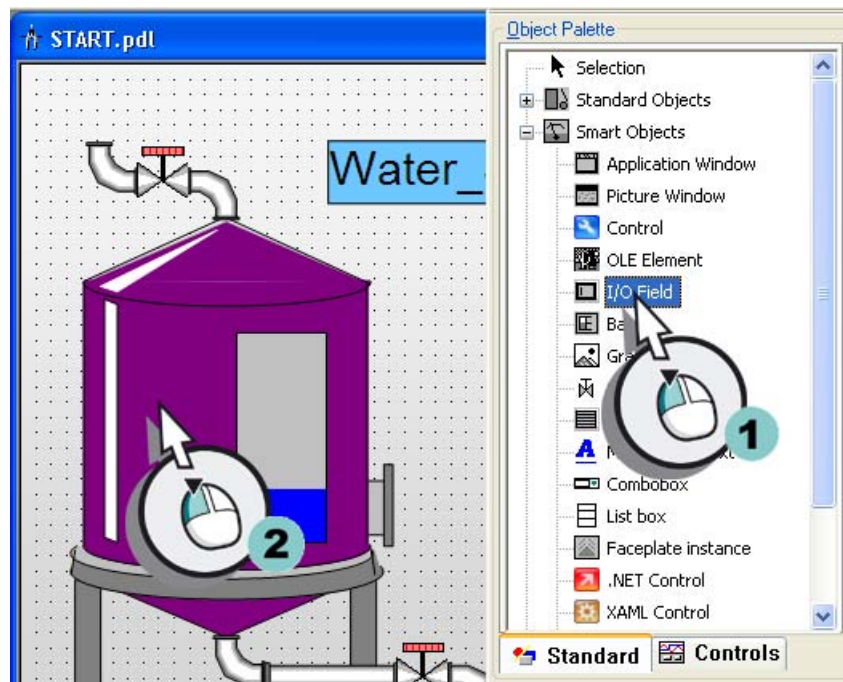 START.pdl
Water_
Object Palette
Selection
Standard Objects
Smart Objects
Application Window
Picture Window
Control
OLE Element
I/O Field
1
Combobox
List box
Faceplate instance
.NET Control
XAML Control
2
Standard
Controls